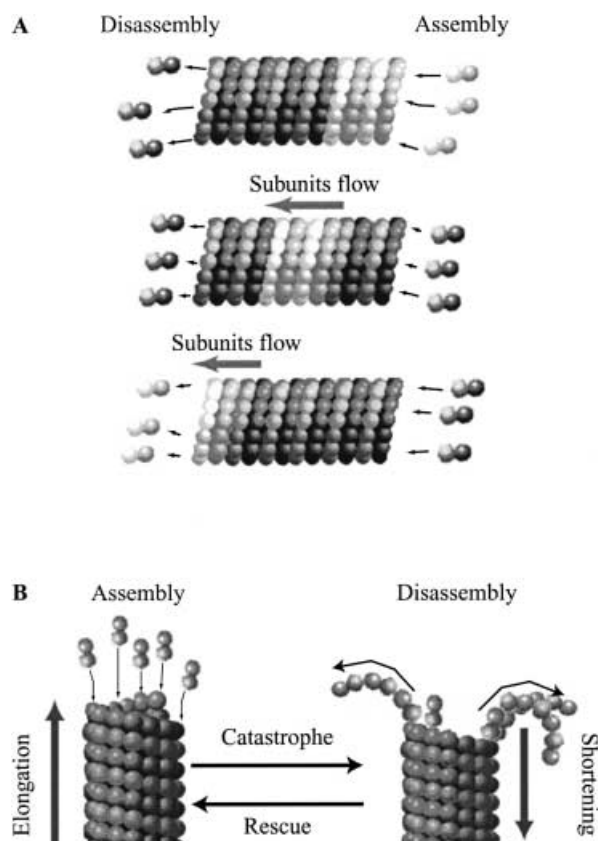 A
Disassembly
Assembly
Subunits flow
Subunits flow
B
Assembly
Disassembly
Elongation
Catastrophe
Rescue
Shortening